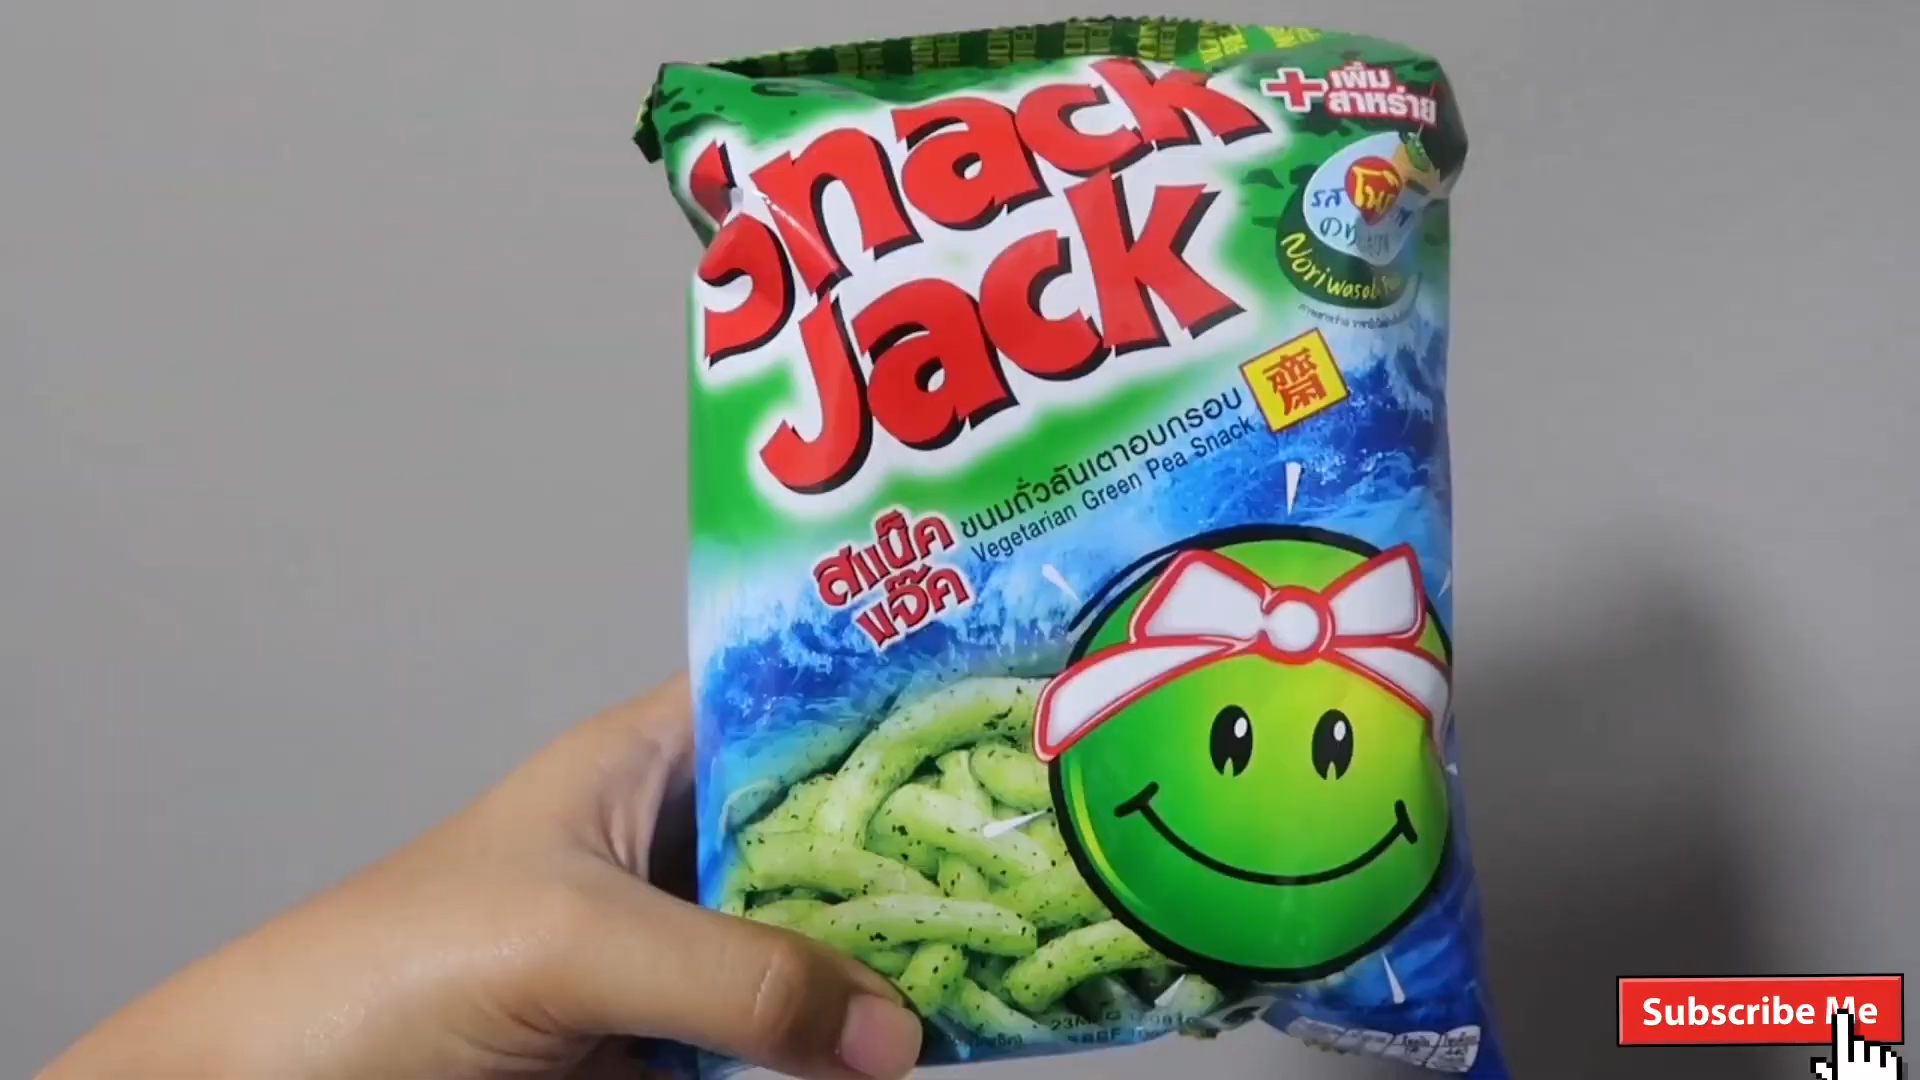 Snack
Jack
+ เพิ่ม
สาหร่าย
รส
Nori wasabi
齋
ขนมถั่วลันเตาอบกรอบ
Vegetarian Green Pea Snack
สแน็ค
แจ๊ค
Subscribe Me